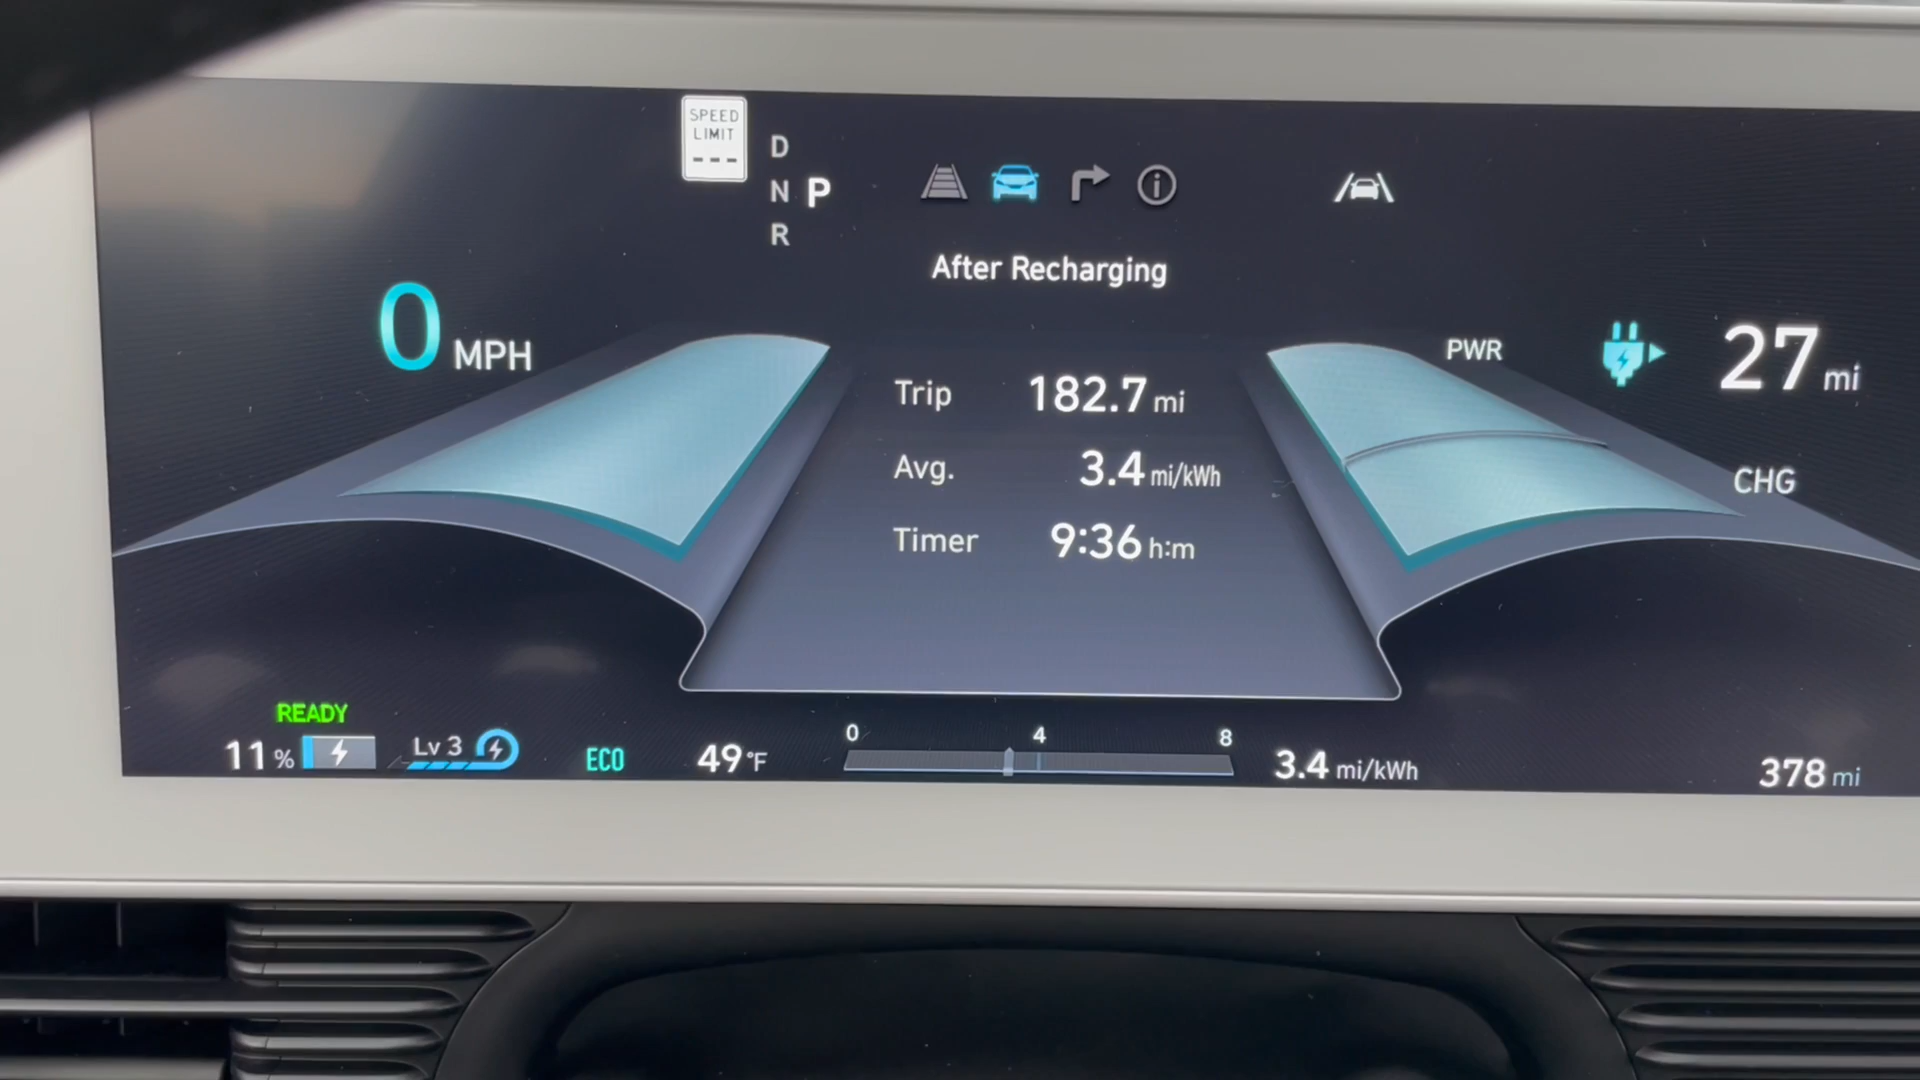 SPEED
LIMIT
---
D
N P
R
After Recharging
0 MPH
PWR
27 mi
Trip 182.7 mi
Avg. 3.4 mi/kWh
CHG
Timer 9:36 h:m
READY
11 %
Lv 3
ECO
49 °F
0 4 8
3.4 mi/kWh
378 mi